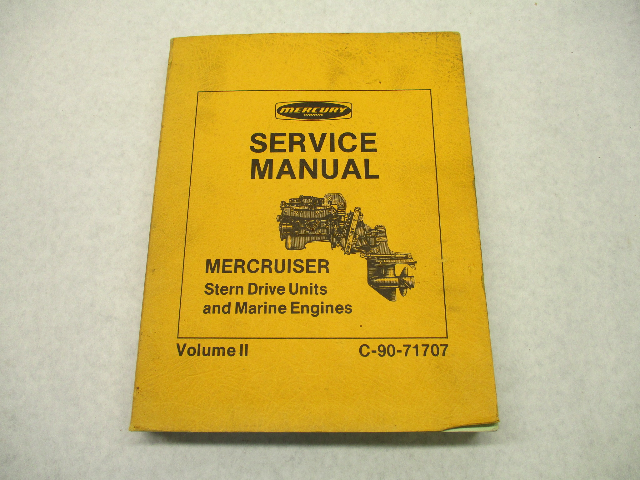 MERCURY
SERVICE
MANUAL
MERCRUISER
Stern Drive Units
and Marine Engines
Volume II
C-90-71707